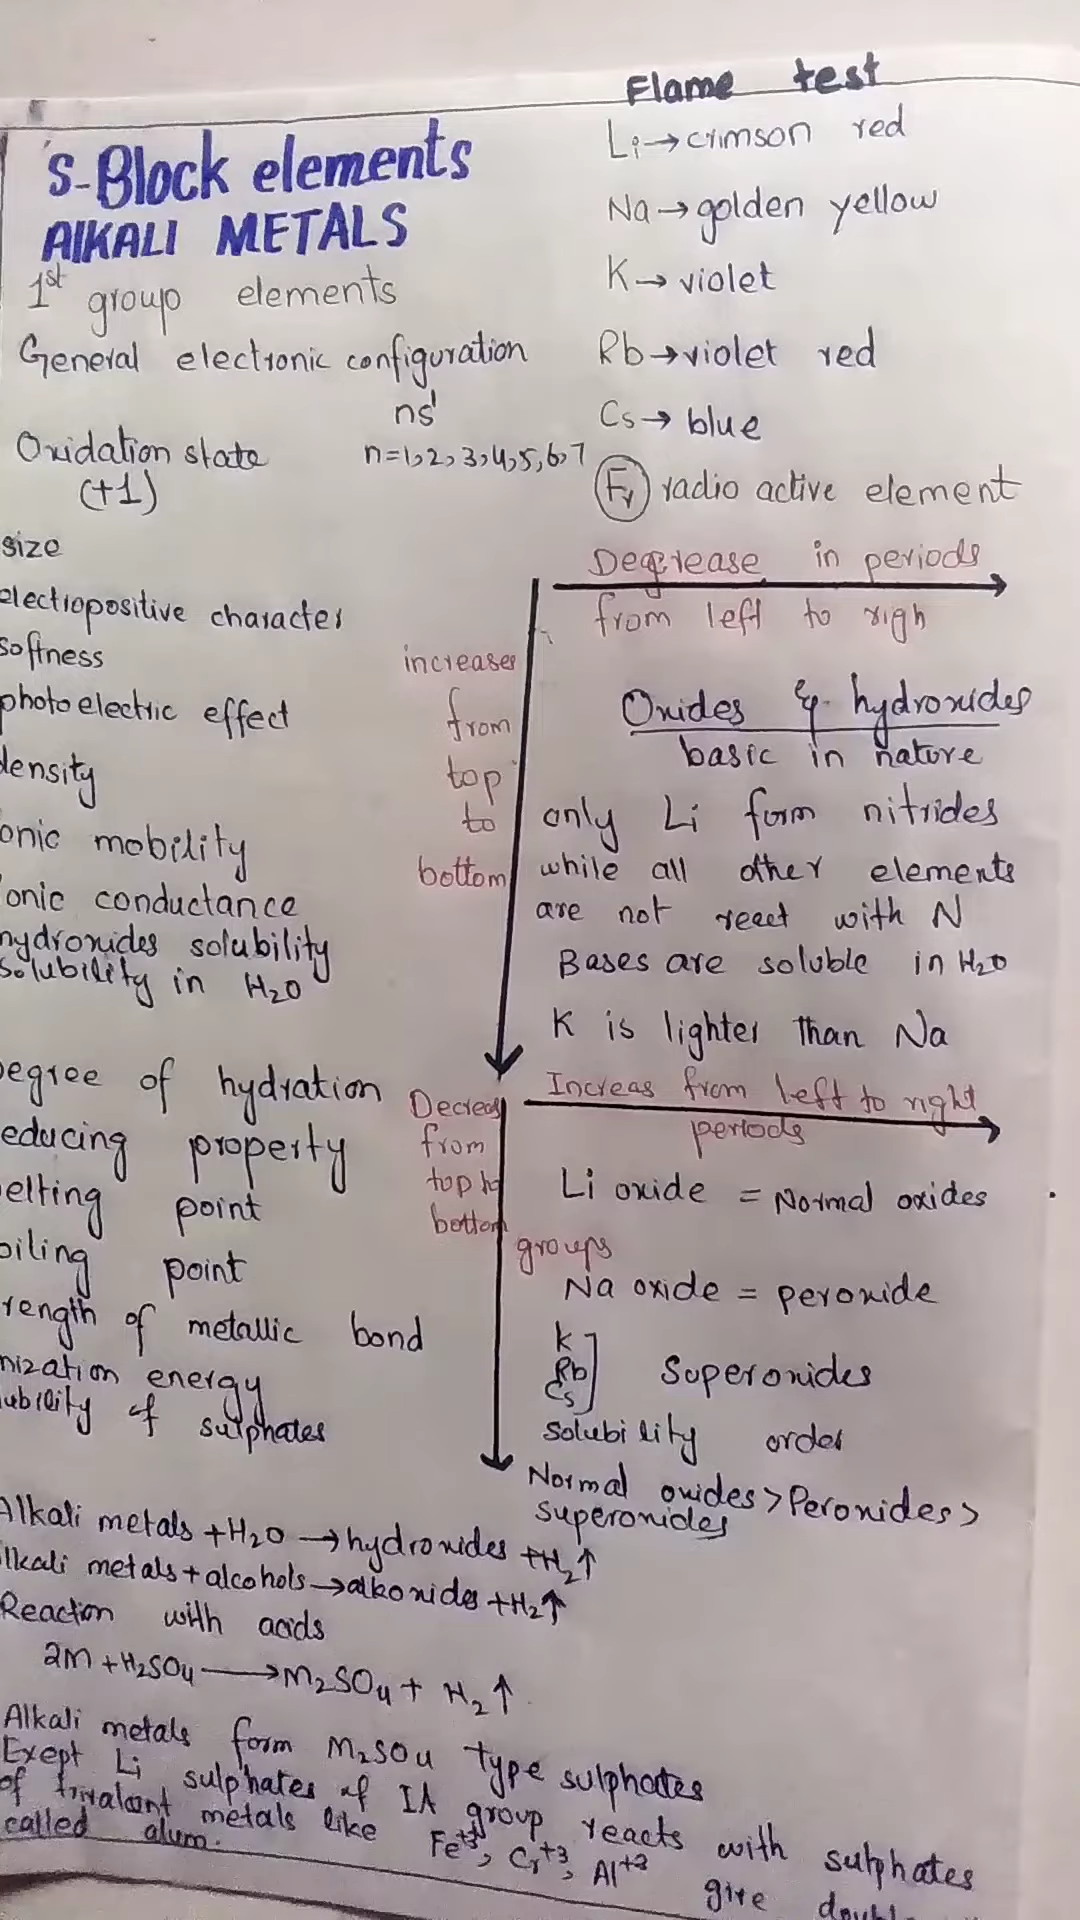 Flame test
Li→crimson red
Na→golden yellow
K→violet
Rb→violet red
Cs→blue
Fr radio active element
s-Block elements
AlKALI METALS
1st group elements
General electronic configuration
ns¹
n=1,2,3,4,5,6,7
Oxidation state
(+1)
size
electropositive character
softness
photoelectric effect
density
onic mobility
onic conctance
hydroxides solubility
solubility in H2O
increases
from
top
to
bottom
Decrease in periods
from left to righ
Oxides & hydroxides
basic in nature
only Li form nitrides
while all other elements
are not react with N
Bases are soluble in H2O
K is lighter than Na
egree of hydration
educing property
elting point
oiling point
rength of metallic bond
nization energy
ubility of sulphates
Decreas
from
top to
bottom
groups
Increas from left to right
periods
Li oxide = Normal oxides
Na oxide = peroxide
K
Rb
Cs
Superoxides
Solubility order
Normal oxides>Peroxides>
superoxides
Alkali metals+H2O→hydroxides+H2↑
lkali metals+alcohols→alkoxides+H2↑
Reaction with acids
2M+H2SO4→M2SO4+H2↑
Alkali metals form M2SO4 type sulphates
Exept Li sulphates of IA group reacts with sulphates
of trivalent metals like Fe+3, Cr+3, Al+3 give
called alum.